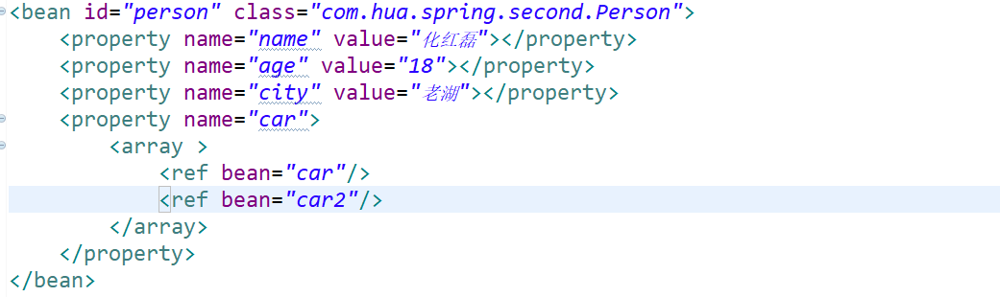 <bean id="person" class="com.hua.spring.second.Person">
<property name="name" value="化红磊"></property>
<property name="age" value="18"></property>
<property name="city" value="老湖"></property>
<property name="car">
<array >
<ref bean="car"/>
<ref bean="car2"/>
</array>
</property>
</bean>